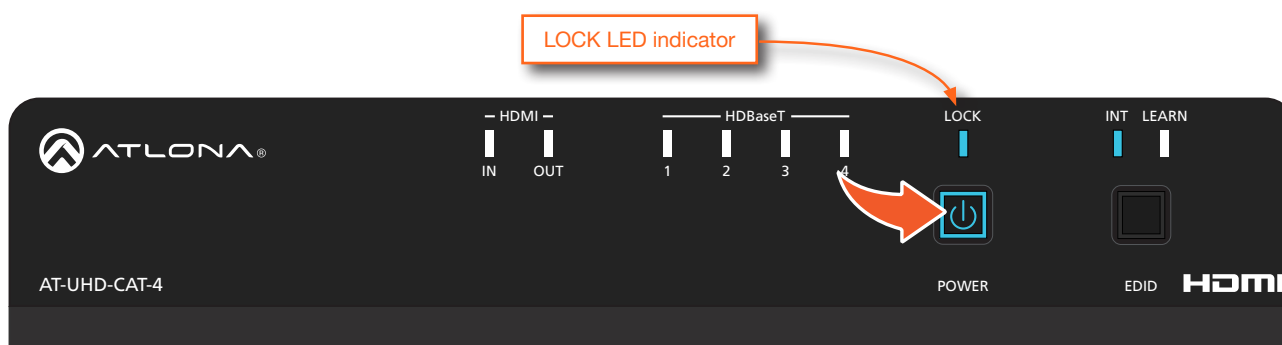 LOCK LED indicator
HDMI
HDBaseT
LOCK
INT LEARN
ATLONA®
IN OUT
1 2 3 4
AT-UHD-CAT-4
POWER
EDID
HDMI